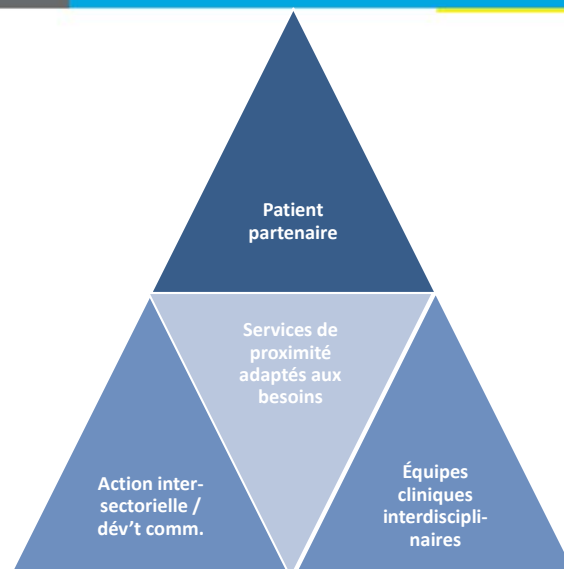 Patient
partenaire
Services de
proximité
adaptés aux
besoins
Action inter-
sectorielle /
dév’t comm.
Équipes
cliniques
interdiscipli-
naires